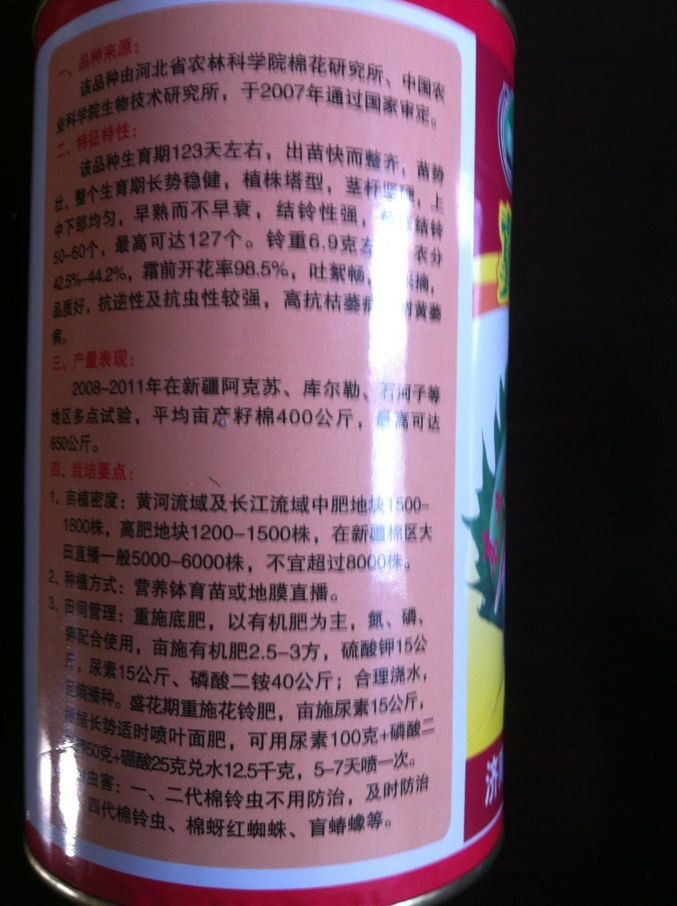 一、品种来源：
该品种由河北省农林科学院棉花研究所、中国农
业科学院生物技术研究所，于2007年通过国家审定。
二、特征特性：
该品种生育期123天左右，出苗快而整齐，苗势
壮、整个生育期长势稳健，植株塔型，茎杆坚硬，上
中下部均匀，早熟而不早衰，结铃性强，结铃
50-60个，最高可达127个。铃重6.9克左 衣分
42.5%-44.2%，霜前开花率98.5%，吐絮畅，采摘，
品质好，抗逆性及抗虫性较强，高抗枯萎病 耐黄萎
病。
三、产量表现：
2008-2011年在新疆阿克苏、库尔勒、石河子等
地区多点试验，平均亩产籽棉400公斤，最高可达
650公斤。
四、栽培要点：
1、亩植密度：黄河流域及长江流域中肥地块1500-
1800株，高肥地块1200-1500株，在新疆棉区大
田直播一般5000-6000株，不宜超过8000株。
2、种植方式：营养钵育苗或地膜直播。
3、田间管理：重施底肥，以有机肥为主，氮、磷、
钾配合使用，亩施有机肥2.5-3方，硫酸钾15公
斤，尿素15公斤、磷酸二铵40公斤；合理浇水，
足墒播种。盛花期重施花铃肥，亩施尿素15公斤，
根据长势适时喷叶面肥，可用尿素100克+磷酸二
50克+硼酸25克兑水12.5千克，5-7天喷一次。
虫害：一、二代棉铃虫不用防治，及时防治
四代棉铃虫、棉蚜红蜘蛛、盲蝽蟓等。
济